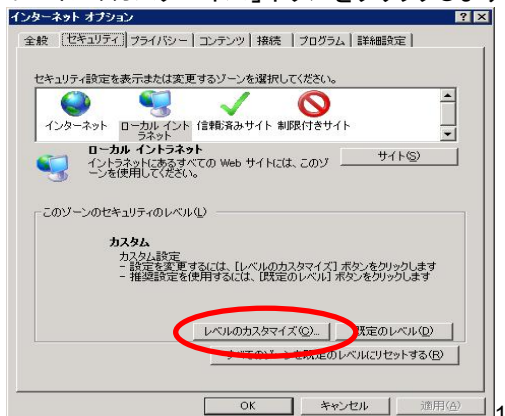 インターネット オプション
全般 セキュリティ プライバシー コンテンツ 接続 プログラム 詳細設定
セキュリティ設定を表示または変更するゾーンを選択してください。
インターネット ローカル イントラネット 信頼済みサイト 制限付きサイト
ローカル イントラネット
イントラネットにあるすべての Web サイトには、このゾーンを使用してください。
サイト(S)
このゾーンのセキュリティのレベル(L)
カスタム
カスタム設定
- 設定を変更するには、[レベルのカスタマイズ] ボタンをクリックします
- 推奨設定を使用するには、[既定のレベル] ボタンをクリックします
レベルのカスタマイズ(C)... 既定のレベル(D)
すべてのゾーンを既定のレベルにリセットする(R)
OK キャンセル 適用(A)
1